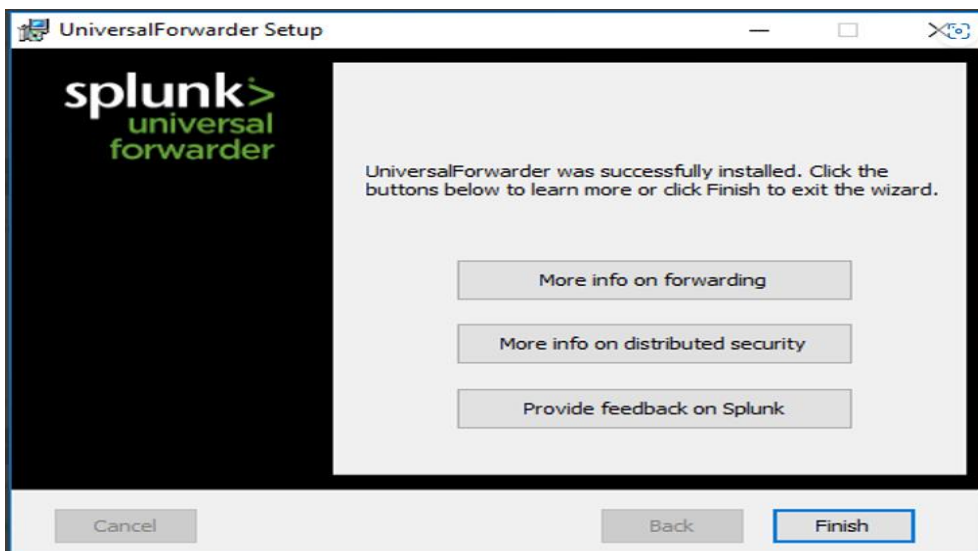 UniversalForwarder Setup
splunk>
universal
forwarder
UniversalForwarder was successfully installed. Click the
buttons below to learn more or click Finish to exit the wizard.
More info on forwarding
More info on distributed security
Provide feedback on Splunk
Cancel
Back
Finish